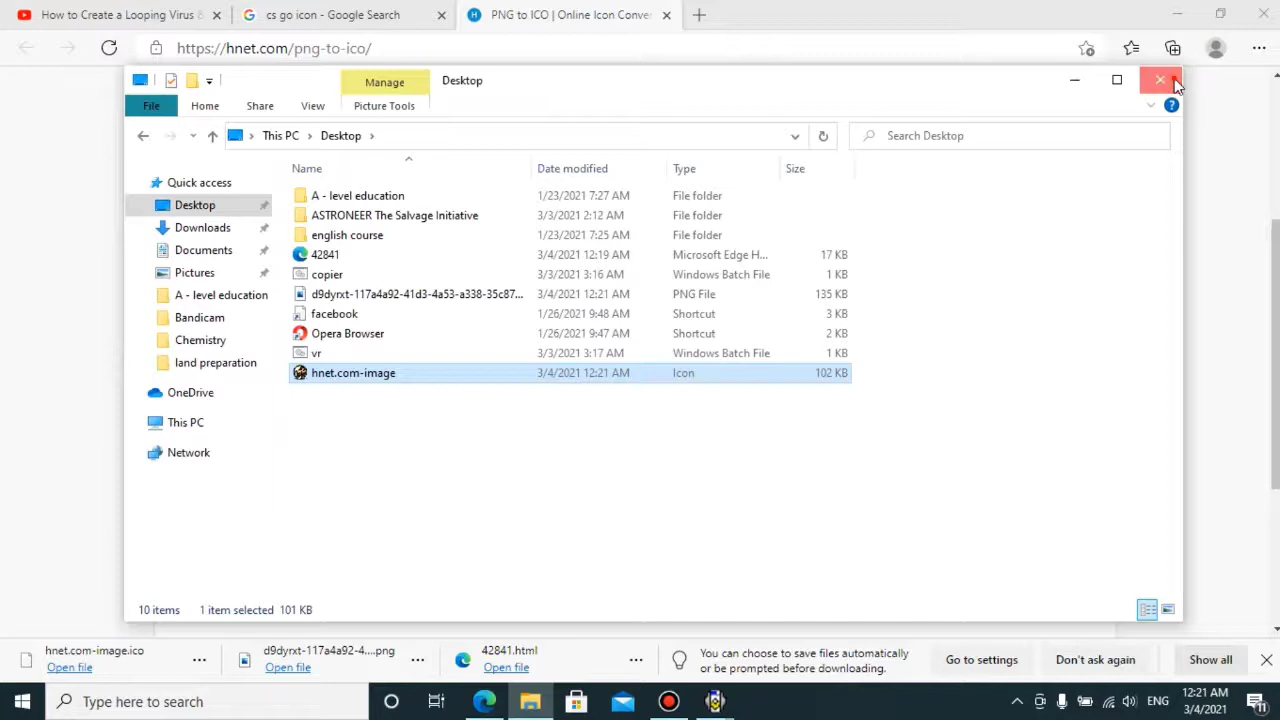 How to Create a Looping Virus &
cs go icon - Google Search
PNG to ICO | Online Icon Conver
https://hnet.com/png-to-ico/
Manage
Desktop
File
Home
Share
View
Picture Tools
This PC
Desktop
Search Desktop
Name
Date modified
Type
Size
Quick access
Desktop
Downloads
Documents
Pictures
A - level education
Bandicam
Chemistry
land preparation
OneDrive
This PC
Network
A - level education 1/23/2021 7:27 AM File folder
ASTRONEER The Salvage Initiative 3/3/2021 2:12 AM File folder
english course 1/23/2021 7:25 AM File folder
42841 3/4/2021 12:19 AM Microsoft Edge H... 17 KB
copier 3/3/2021 3:16 AM Windows Batch File 1 KB
d9dyrxt-117a4a92-41d3-4a53-a338-35c87... 3/4/2021 12:21 AM PNG File 135 KB
facebook 1/26/2021 9:48 AM Shortcut 3 KB
Opera Browser 1/26/2021 9:47 AM Shortcut 2 KB
vr 3/3/2021 3:17 AM Windows Batch File 1 KB
hnet.com-image 3/4/2021 12:21 AM Icon 102 KB
10 items 1 item selected 101 KB
hnet.com-image.ico
Open file
d9dyrxt-117a4a92-4....png
Open file
42841.html
Open file
You can choose to save files automatically
or be prompted before downloading.
Go to settings
Don't ask again
Show all
Type here to search
ENG
12:21 AM
3/4/2021
11